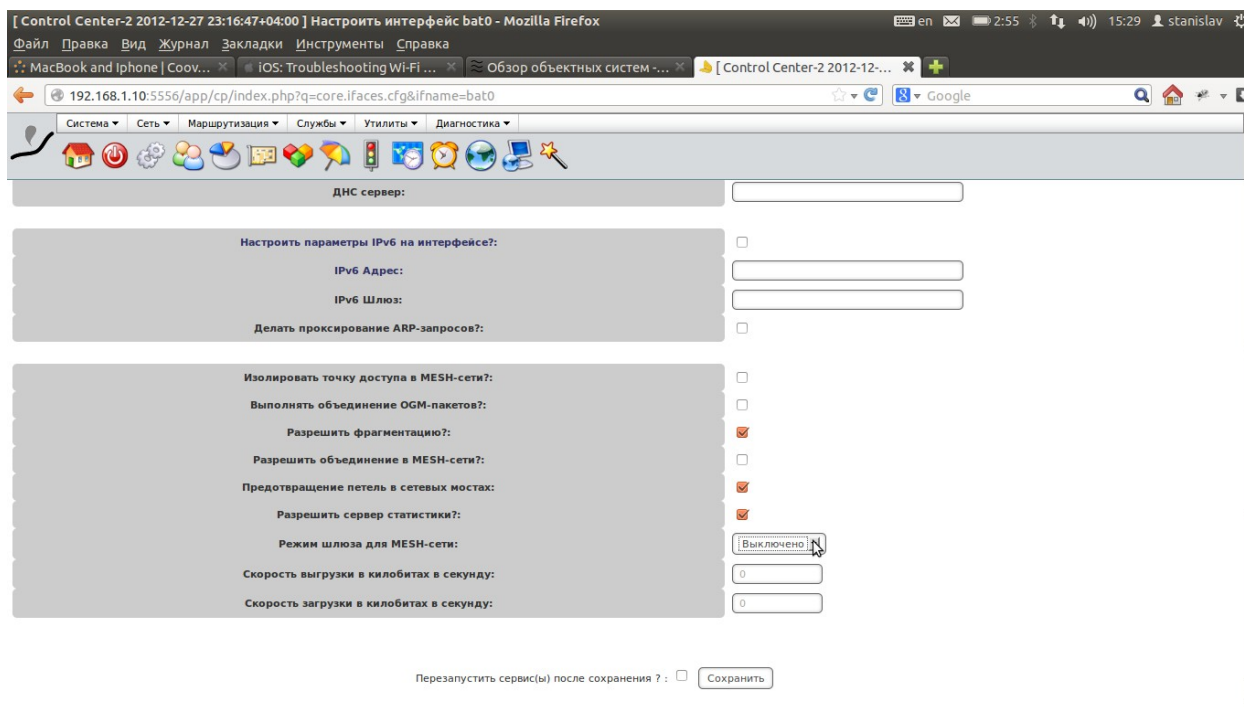 [ Control Center-2 2012-12-27 23:16:47+04:00 ] Настроить интерфейс bat0 - Mozilla Firefox en 2:55 15:29 stanislav
Файл Правка Вид Журнал Закладки Инструменты Справка
MacBook and Iphone | Coov... iOS: Troubleshooting Wi-Fi ... Обзор объектных систем -... [ Control Center-2 2012-12-...
192.168.1.10:5556/app/cp/index.php?q=core.ifaces.cfg&ifname=bat0 Google
Система Сеть Маршрутизация Службы Утилиты Диагностика
ДНС сервер:
Настроить параметры IPv6 на интерфейсе?:
IPv6 Адрес:
IPv6 Шлюз:
Делать проксирование ARP-запросов?:
Изолировать точку доступа в MESH-сети?:
Выполнять объединение OGM-пакетов?:
Разрешить фрагментацию?:
Разрешить объединение в MESH-сети?:
Предотвращение петель в сетевых мостах:
Разрешить сервер статистики?:
Режим шлюза для MESH-сети: Выключено
Скорость выгрузки в килобитах в секунду: 0
Скорость загрузки в килобитах в секунду: 0
Перезапустить сервис(ы) после сохранения ? : Сохранить